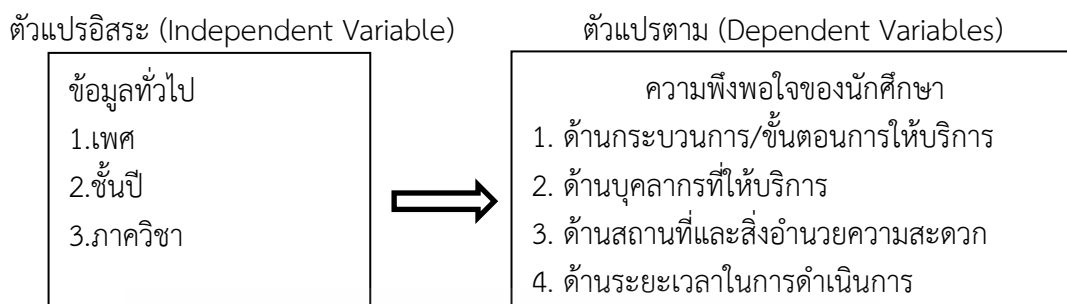 ตัวแปรอิสระ (Independent Variable)
ข้อมูลทั่วไป
1.เพศ
2.ชั้นปี
3.ภาควิชา
ตัวแปรตาม (Dependent Variables)
ความพึงพอใจของนักศึกษา
1. ด้านกระบวนการ/ขั้นตอนการให้บริการ
2. ด้านบุคลากรที่ให้บริการ
3. ด้านสถานที่และสิ่งอำนวยความสะดวก
4. ด้านระยะเวลาในการดำเนินการ